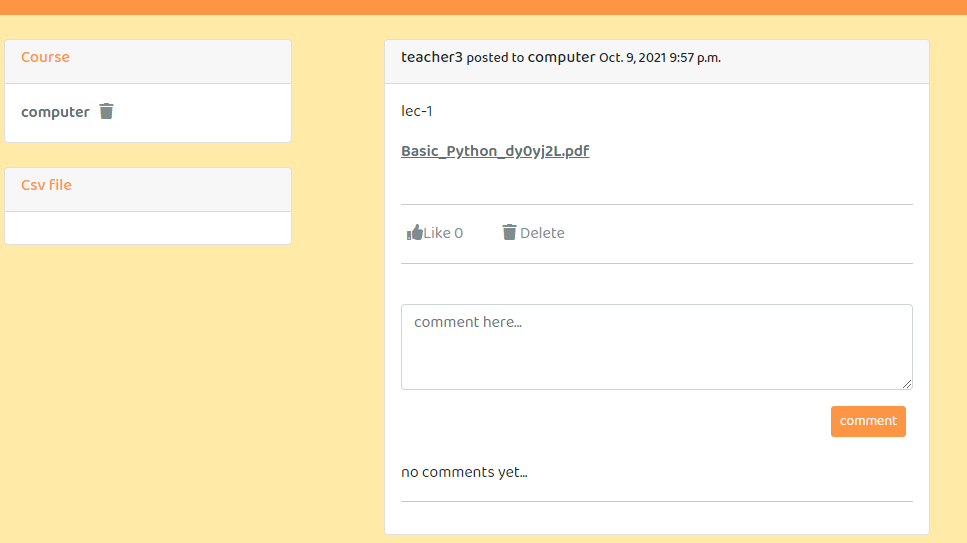 Course
computer
Csv file
teacher3 posted to computer Oct. 9, 2021 9:57 p.m.
lec-1
Basic_Python_dy0yj2L.pdf
Like 0 Delete
comment here...
comment
no comments yet...